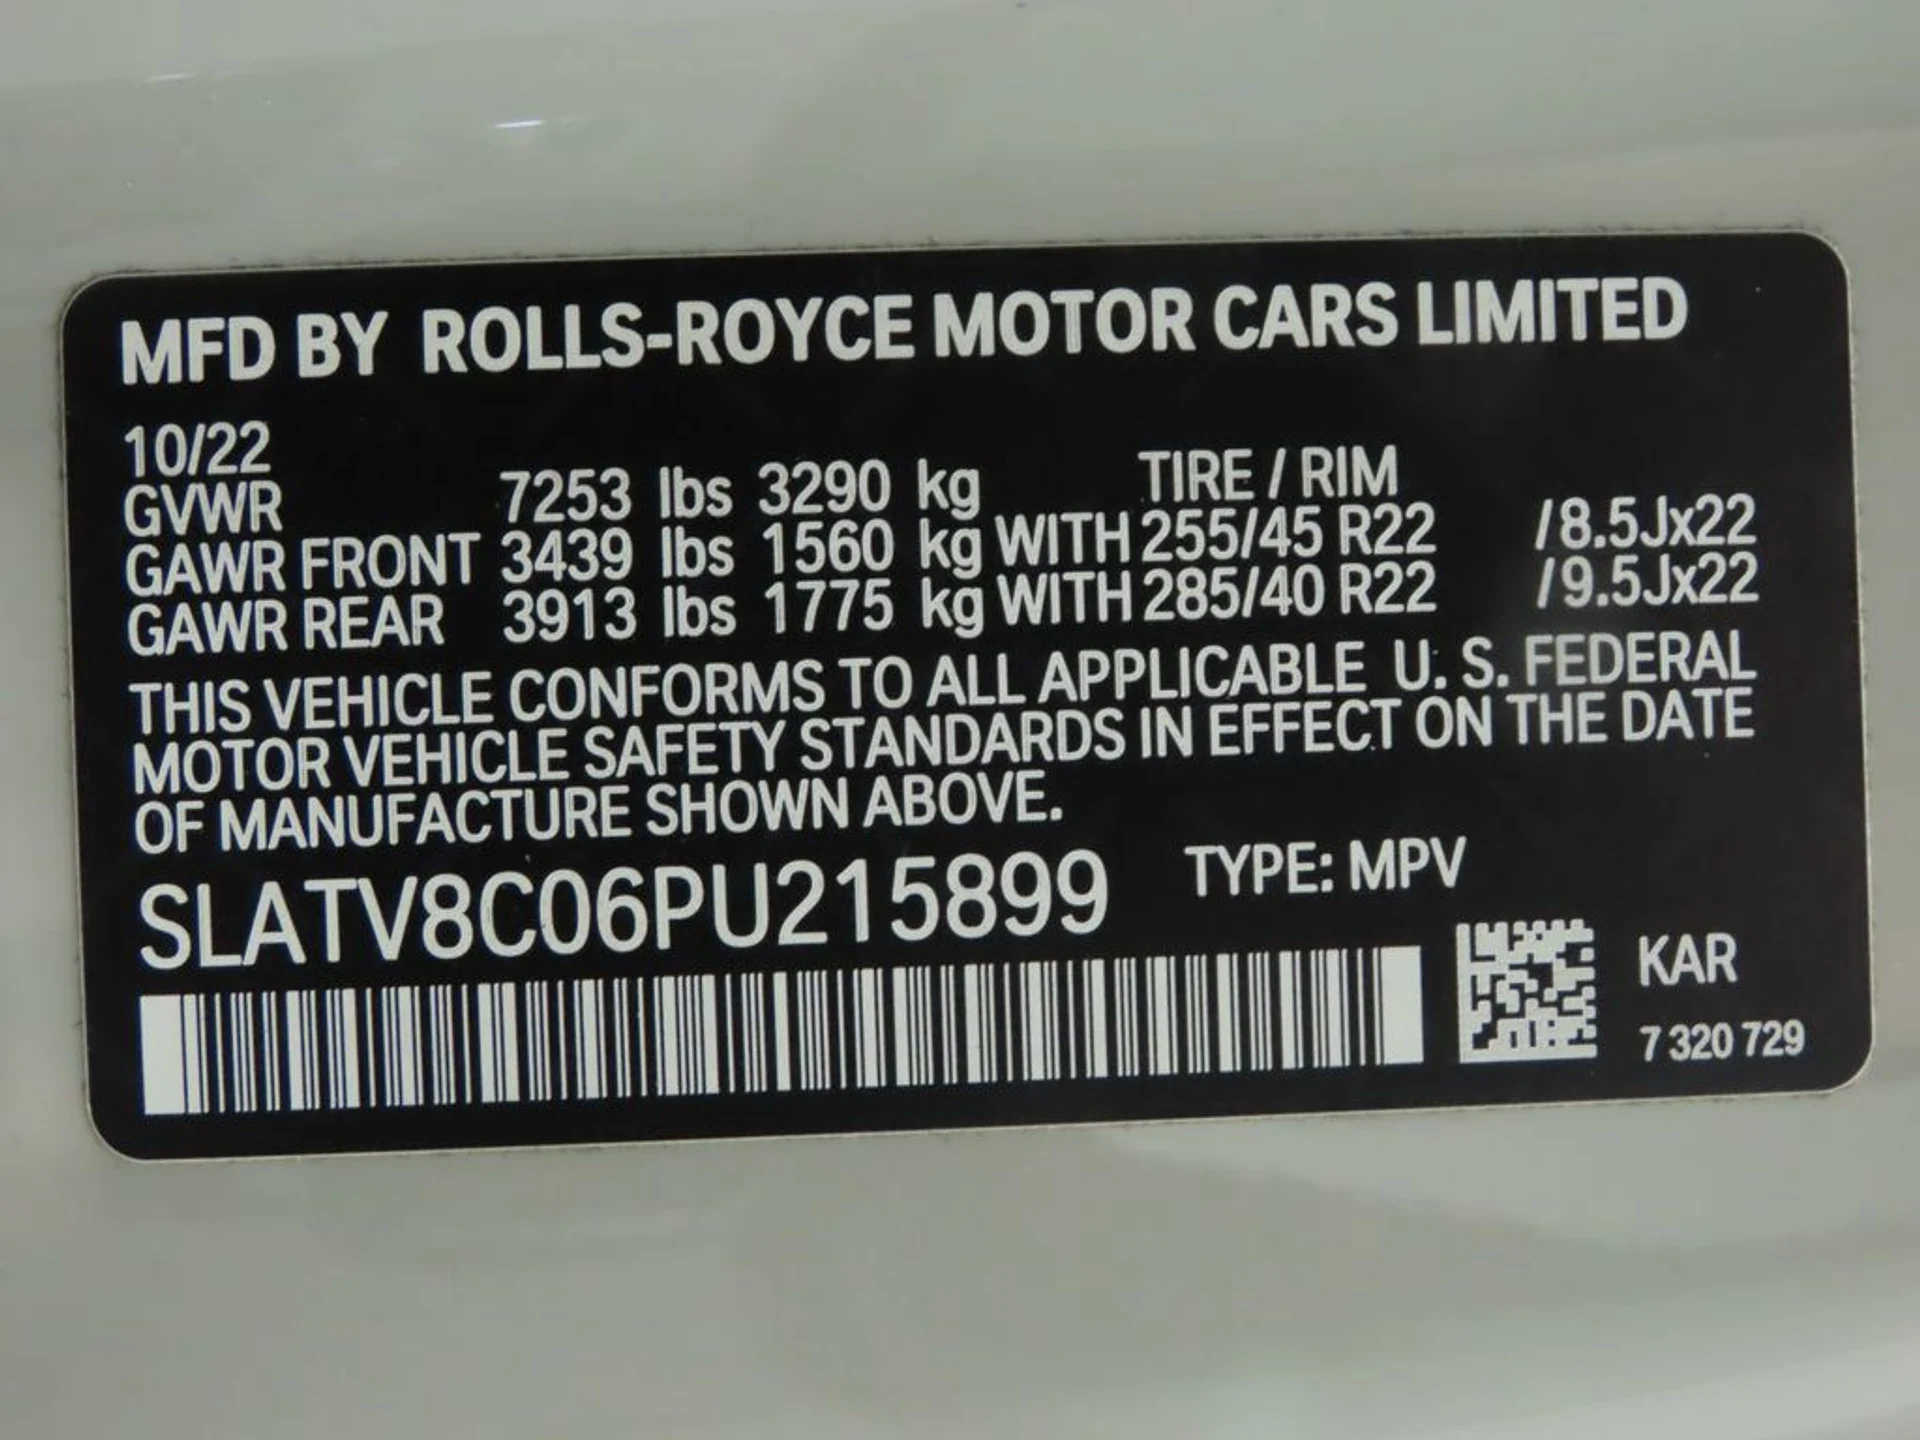 MFD BY ROLLS-ROYCE MOTOR CARS LIMITED
10/22
GVWR 7253 lbs 3290 kg TIRE / RIM
GAWR FRONT 3439 lbs 1560 kg WITH 255/45 R22 /8.5Jx22
GAWR REAR 3913 lbs 1775 kg WITH 285/40 R22 /9.5Jx22
THIS VEHICLE CONFORMS TO ALL APPLICABLE U. S. FEDERAL
MOTOR VEHICLE SAFETY STANDARDS IN EFFECT ON THE DATE
OF MANUFACTURE SHOWN ABOVE.
SLATV8C06PU215899 TYPE: MPV
KAR
7 320 729